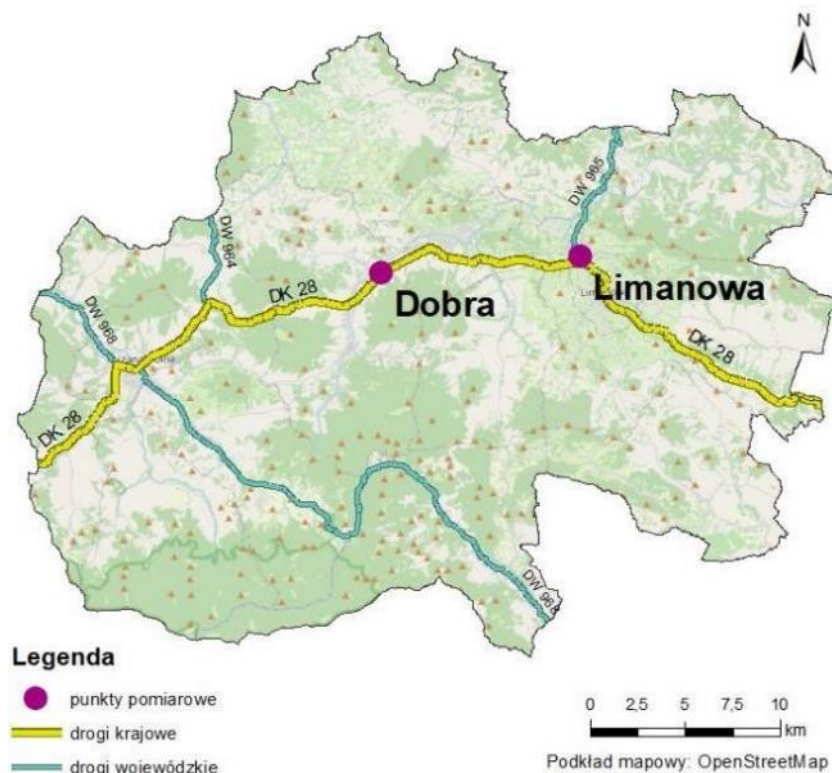 N
DW 965
DW 964
DK 28
Dobra
Limanowa
DW 968
DK 28
DK 28
DW 968
Legenda
punkty pomiarowe
drogi krajowe
drogi wojewódzkie
0 2,5 5 7,5 10
km
Podkład mapowy: OpenStreetMap